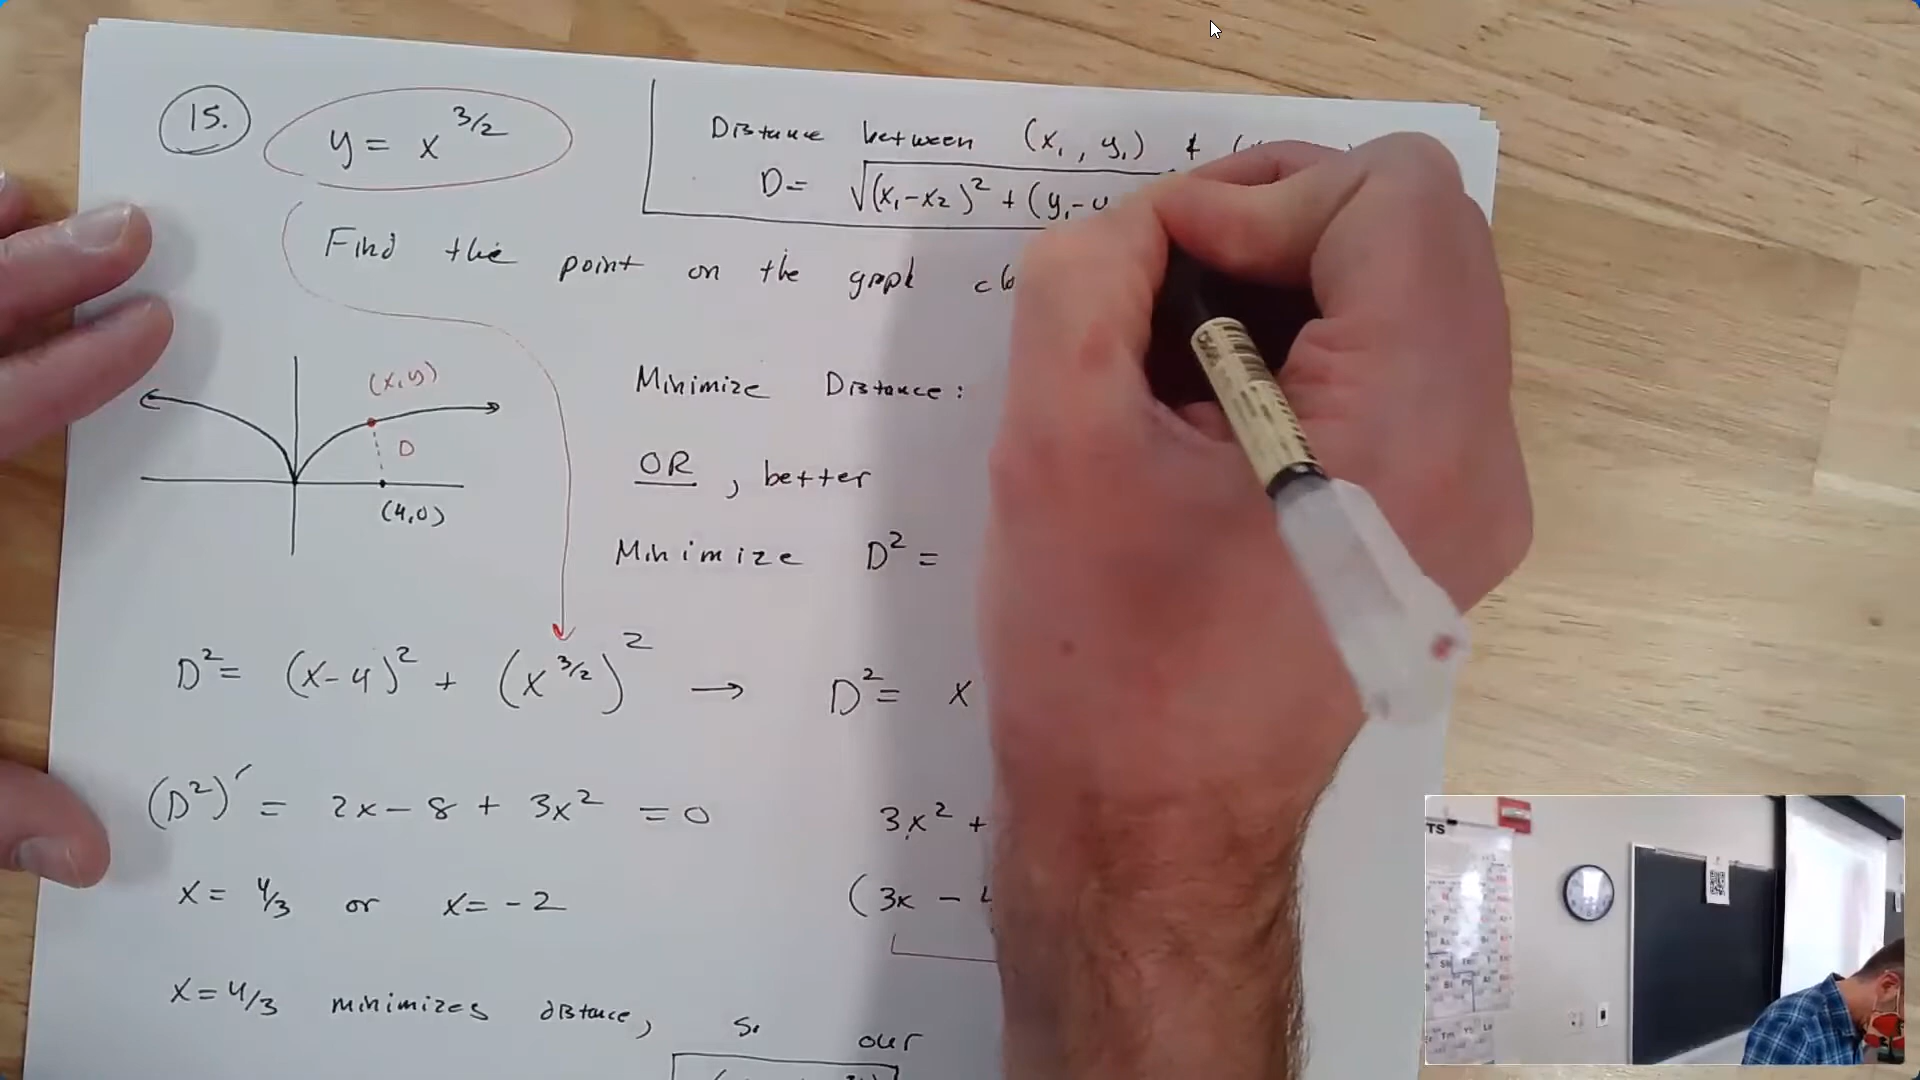 15.
y = x^{3/2}
Distance between (x₁, y₁) &
D = √(x₁-x₂)² + (y₁-
Find the point on the graph
(x,y)
D
(4,0)
Minimize Distance:
OR, better
Minimize D² =
D² = (x-4)² + (x^{3/2})² → D² = x
(D²)′ = 2x - 8 + 3x² = 0
3x² +
x = 4/3 or x = -2
(3x -
x = 4/3 minimizes distance, so our
TS